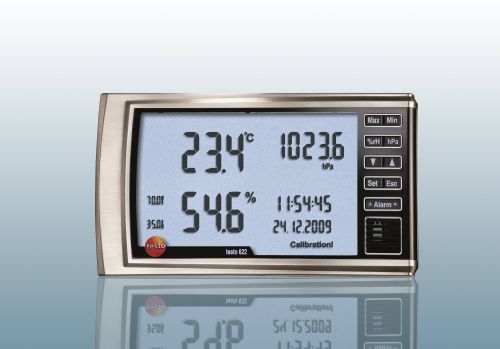 23.4 °C 1023.6 hPa
70.0↑
54.6 % 11:54:45
35.0↓ 24.12.2009
testo testo 622 Calibration!
Max Min
%rH hPa
▼ ▲
Set Esc
Alarm